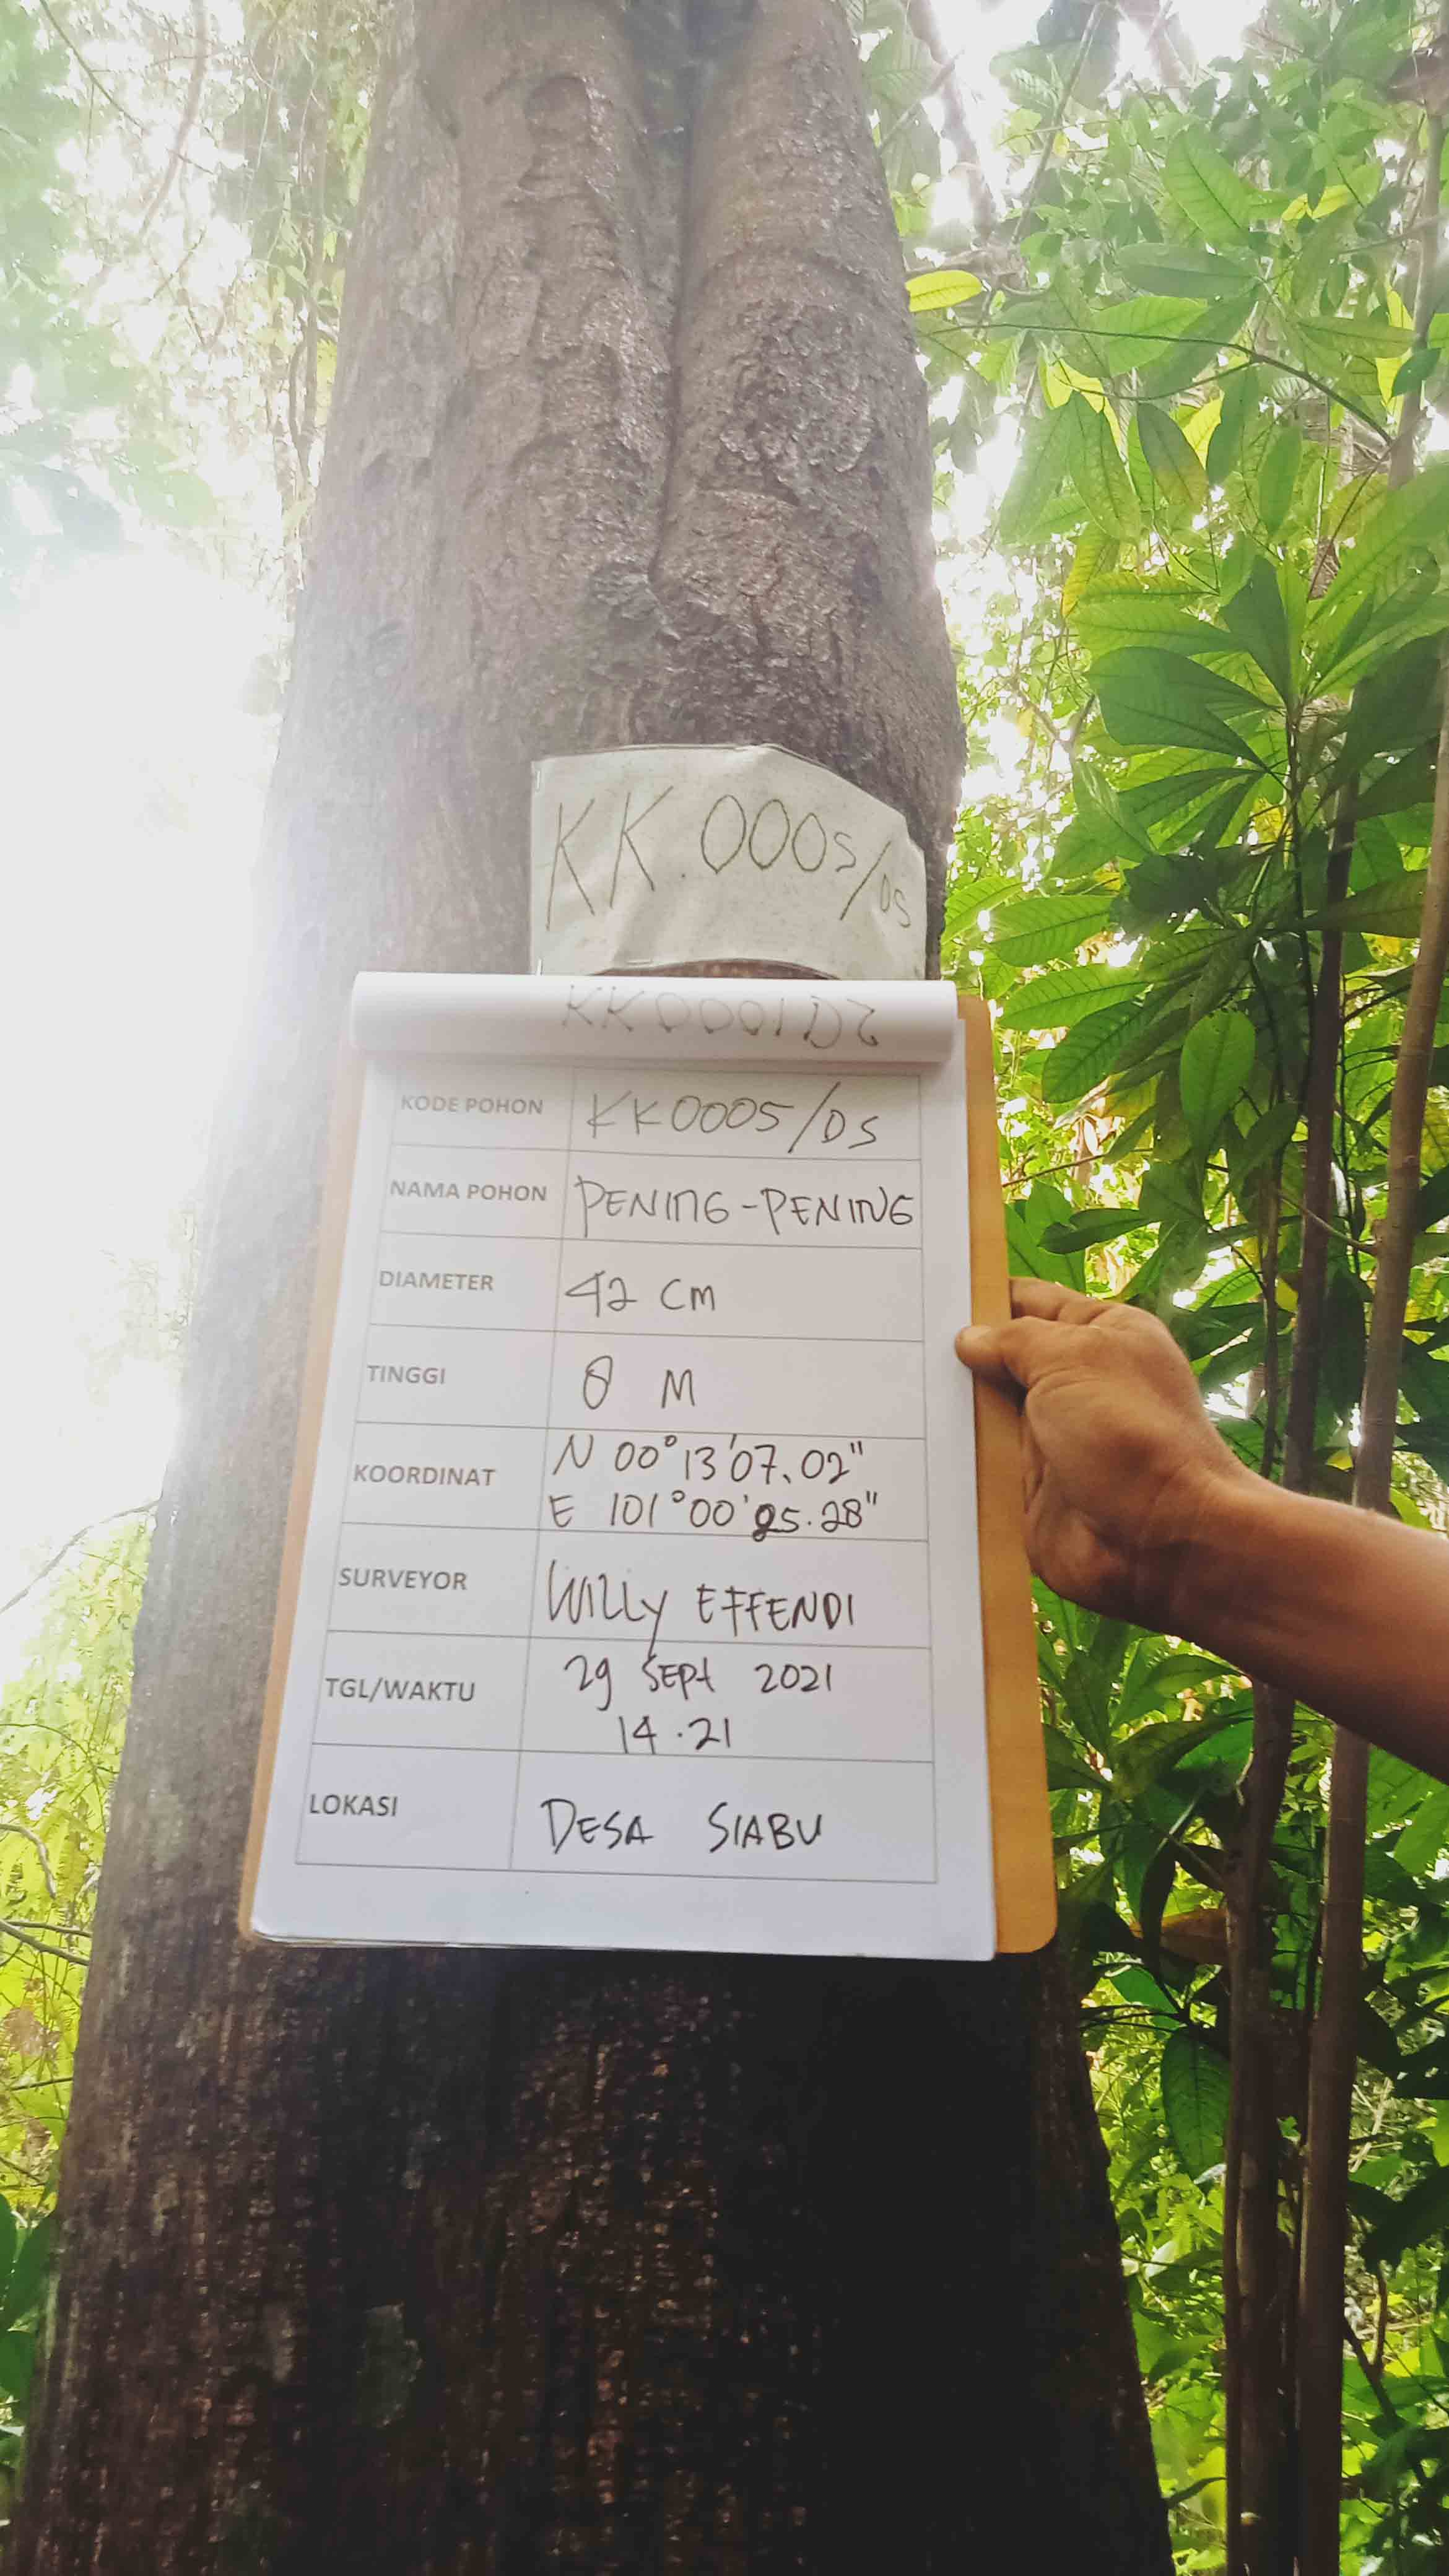 KK.0005/DS
KK0001DS
KODE POHON KK0005/DS
NAMA POHON PENING-PENING
DIAMETER 42 CM
TINGGI 8 M
KOORDINAT N 00°13'07.02"
E 101°00'25.28"
SURVEYOR WILLY EFFENDI
TGL/WAKTU 29 SEPT 2021
14.21
LOKASI DESA SIABU